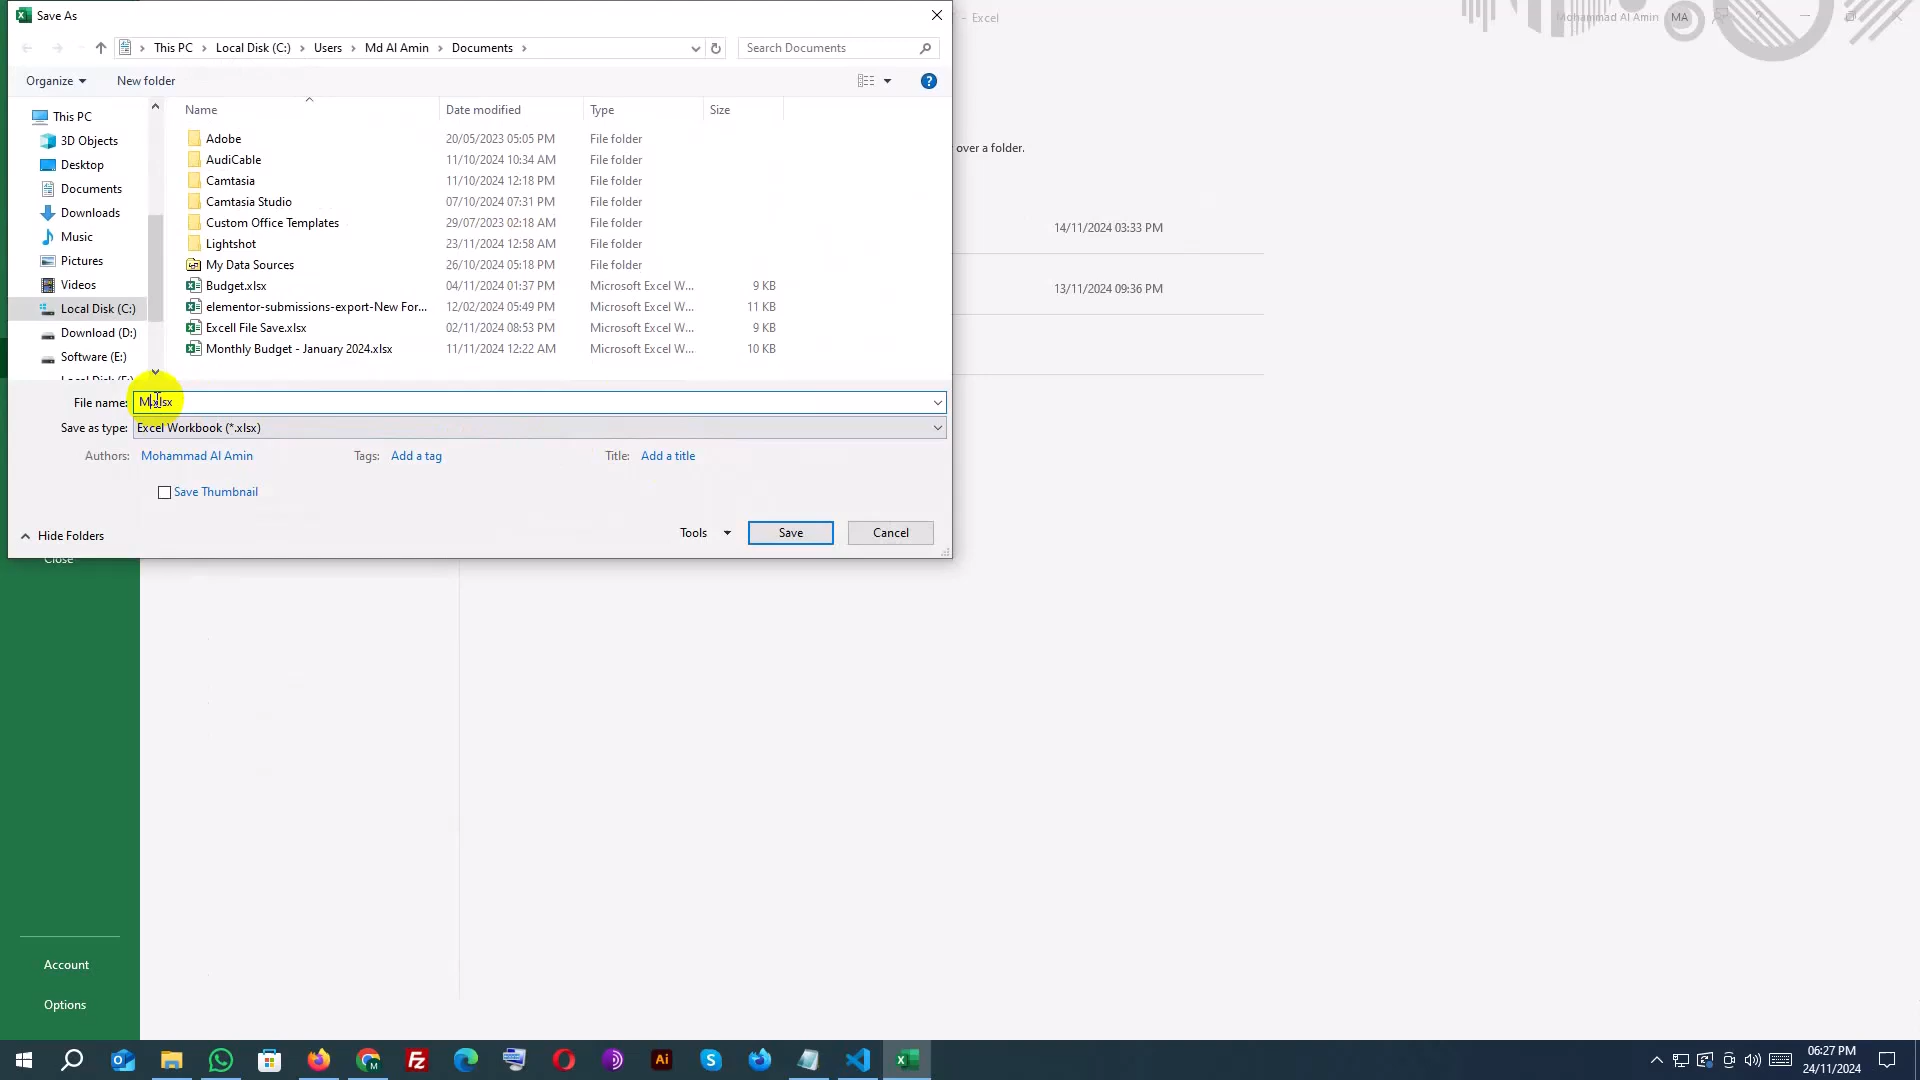 Save As
- Excel
Mohammad Al Amin
MA
This PC
Local Disk (C:)
Users
Md Al Amin
Documents
Search Documents
Organize
New folder
This PC
3D Objects
Desktop
Documents
Downloads
Music
Pictures
Videos
Local Disk (C:)
Download (D:)
Software (E:)
Name Date modified Type Size
Adobe 20/05/2023 05:05 PM File folder
AudiCable 11/10/2024 10:34 AM File folder
Camtasia 11/10/2024 12:18 PM File folder
Camtasia Studio 07/10/2024 07:31 PM File folder
Custom Office Templates 29/07/2023 02:18 AM File folder
Lightshot 23/11/2024 12:58 AM File folder
My Data Sources 26/10/2024 05:18 PM File folder
Budget.xlsx 04/11/2024 01:37 PM Microsoft Excel W... 9 KB
elementor-submissions-export-New For... 12/02/2024 05:49 PM Microsoft Excel W... 11 KB
Excell File Save.xlsx 02/11/2024 08:53 PM Microsoft Excel W... 9 KB
Monthly Budget - January 2024.xlsx 11/11/2024 12:22 AM Microsoft Excel W... 10 KB
over a folder.
14/11/2024 03:33 PM
13/11/2024 09:36 PM
File name: M.xlsx
Save as type: Excel Workbook (*.xlsx)
Authors: Mohammad Al Amin Tags: Add a tag Title: Add a title
Save Thumbnail
Hide Folders
Tools Save Cancel
Close
Account
Options
06:27 PM
24/11/2024